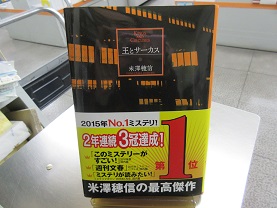 王とサーカス
米澤穂信
2015年No.1ミステリ!
2年連続3冠達成!
「このミステリーが
すごい!」
「週刊文春」
「ミステリが読みたい!」
第1位
米澤穂信の最高傑作